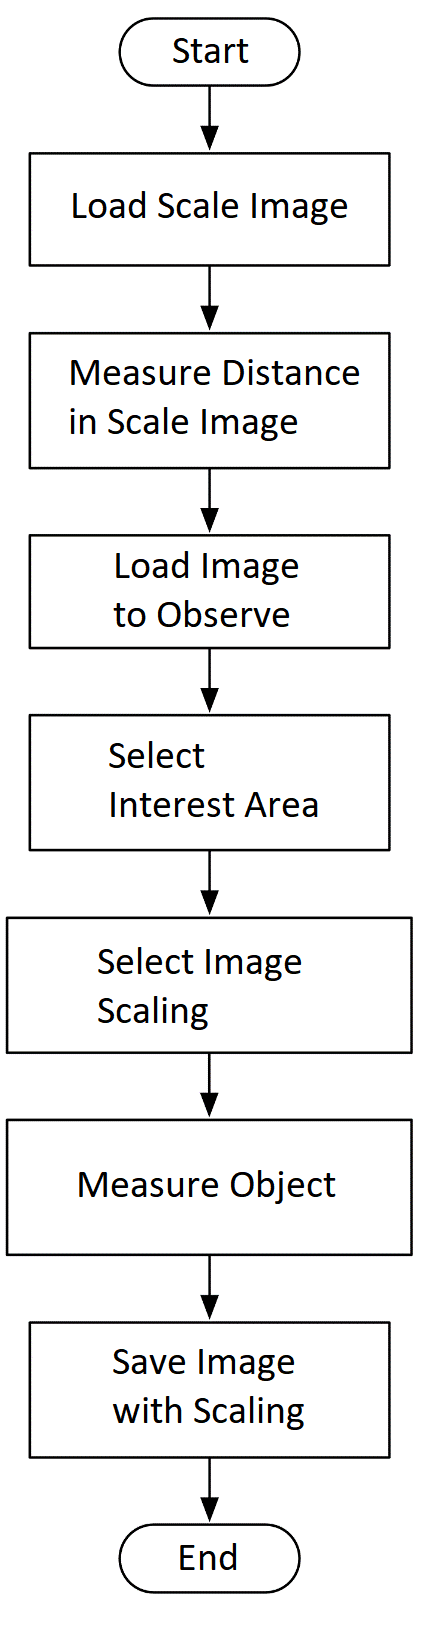 Start
Load Scale Image
Measure Distance
in Scale Image
Load Image
to Observe
Select
Interest Area
Select Image
Scaling
Measure Object
Save Image
with Scaling
End